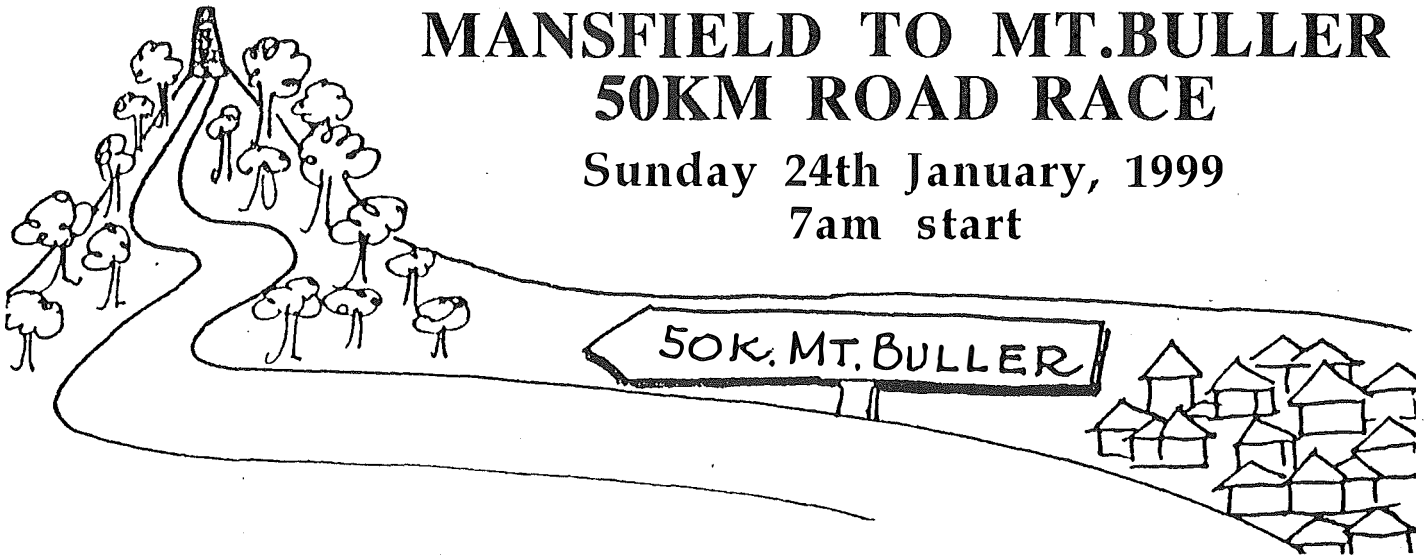 MANSFIELD TO MT.BULLER
50KM ROAD RACE
Sunday 24th January, 1999
7am start
50K. MT. BULLER